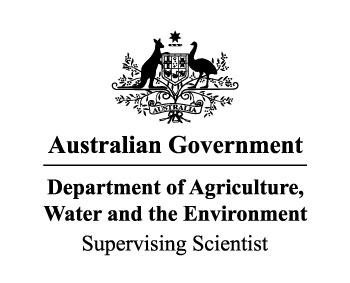 AUSTRALIA
Australian Government
Department of Agriculture,
Water and the Environment
Supervising Scientist